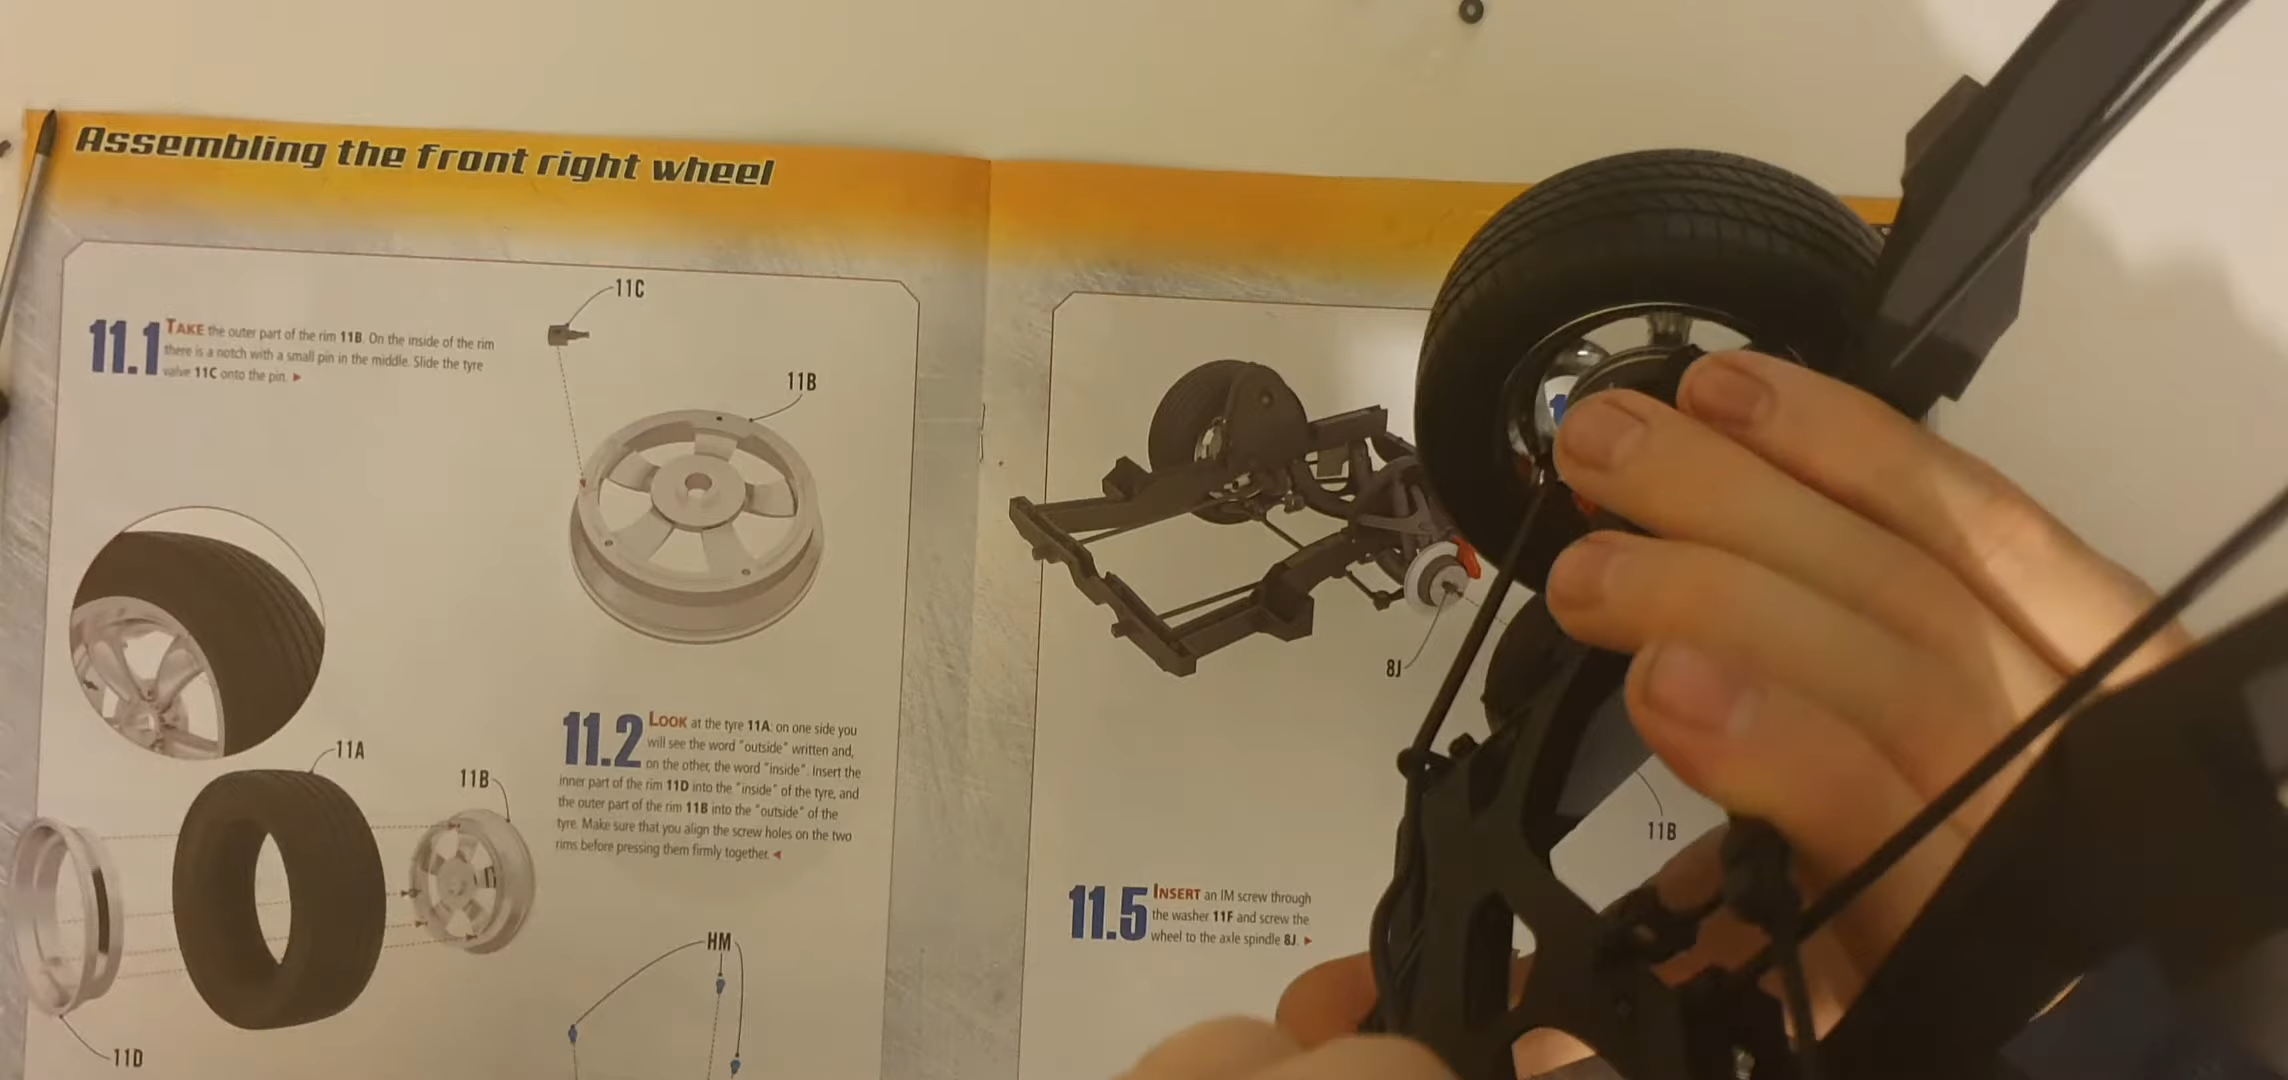 Assembling the front right wheel
11C
11.1 TAKE the outer part of the rim 11B. On the inside of the rim
there is a notch with a small pin in the middle. Slide the tyre
valve 11C onto the pin.
11B
11A
11B
11.2 LOOK at the tyre 11A: on one side you
will see the word "outside" written and,
on the other, the word "inside". Insert the
inner part of the rim 11D into the "inside" of the tyre, and
the outer part of the rim 11B into the "outside" of the
tyre. Make sure that you align the screw holes on the two
rims before pressing them firmly together.
HM
11D
8J
11B
11.5 INSERT an IM screw through
the washer 11F and screw the
wheel to the axle spindle 8J.